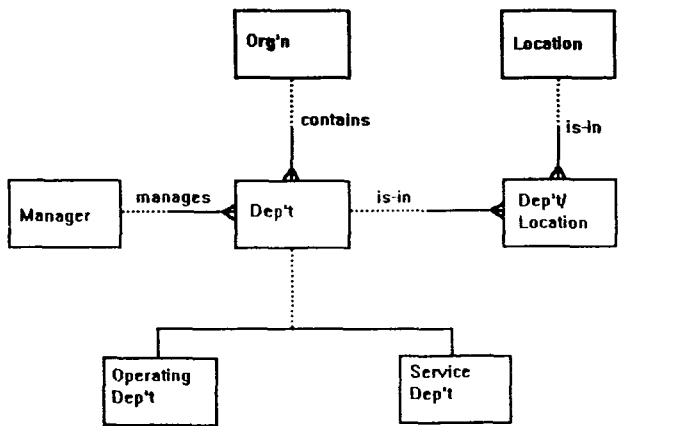 Org'n
Location
contains
is-in
Manager
manages
Dep't
is-in
Dep't/
Location
Operating
Dep't
Service
Dep't